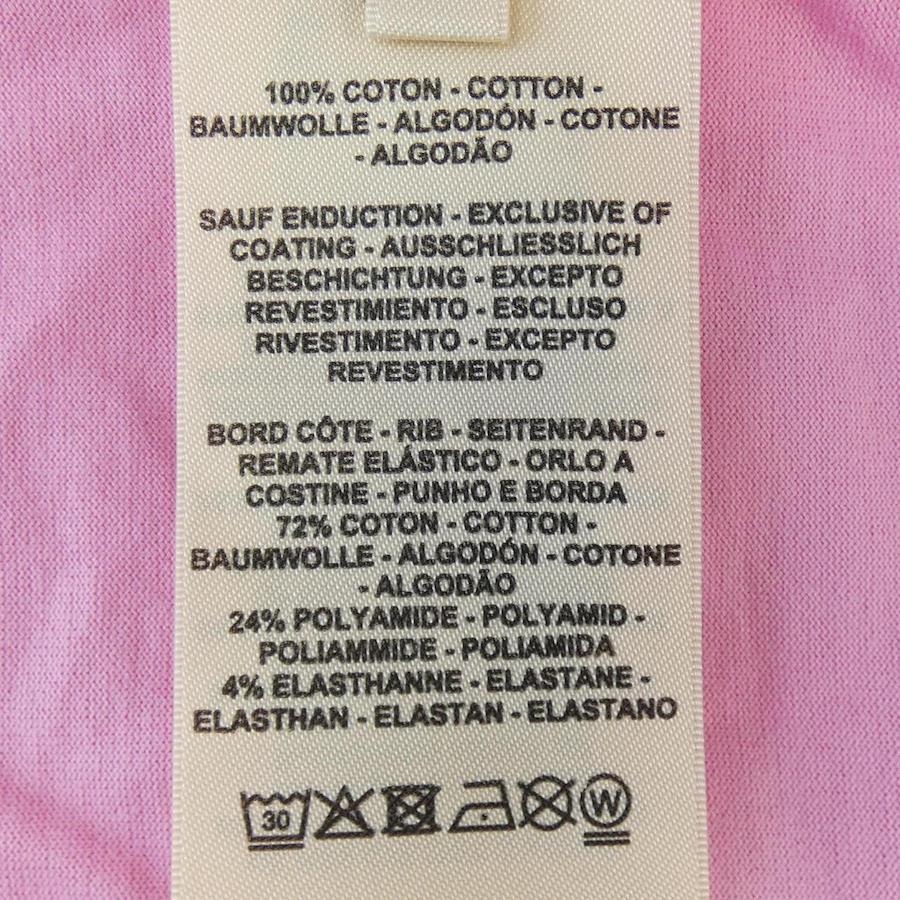 100% COTON - COTTON -
BAUMWOLLE - ALGODÓN - COTONE
- ALGODÃO
SAUF ENDUCTION - EXCLUSIVE OF
COATING - AUSSCHLIESSLICH
BESCHICHTUNG - EXCEPTO
REVESTIMIENTO - ESCLUSO
RIVESTIMENTO - EXCEPTO
REVESTIMENTO
BORD CÔTE - RIB - SEITENRAND -
REMATE ELÁSTICO - ORLO A
COSTINE - PUNHO E BORDA
72% COTON - COTTON -
BAUMWOLLE - ALGODÓN - COTONE
- ALGODÃO
24% POLYAMIDE - POLYAMID -
POLIAMMIDE - POLIAMIDA
4% ELASTHANNE - ELASTANE -
ELASTHAN - ELASTAN - ELASTANO
30 W